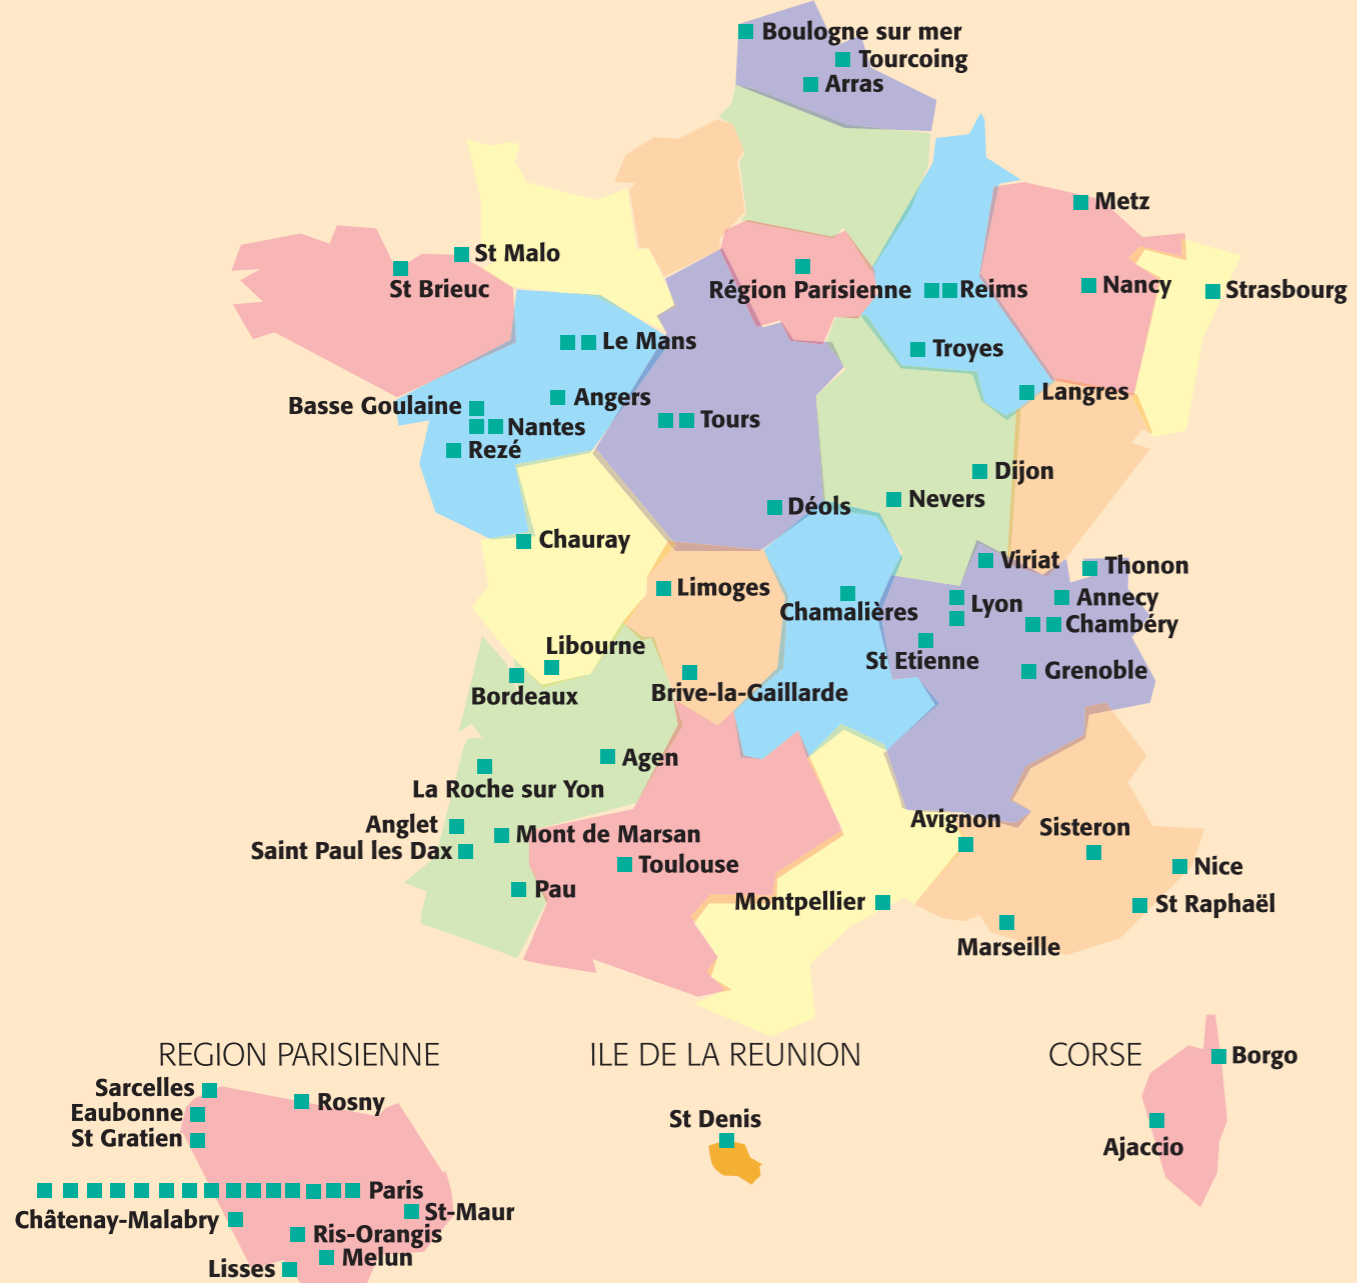 Boulogne sur mer
Tourcoing
Arras
Metz
St Malo
St Brieuc
Région Parisienne
Reims
Nancy
Strasbourg
Le Mans
Troyes
Langres
Angers
Basse Goulaine
Nantes
Tours
Rezé
Dijon
Nevers
Déols
Chauray
Viriat
Thonon
Limoges
Chamalières
Lyon
Annecy
Chambéry
Libourne
St Etienne
Grenoble
Bordeaux
Brive-la-Gaillarde
Agen
La Roche sur Yon
Anglet
Mont de Marsan
Avignon
Sisteron
Saint Paul les Dax
Toulouse
Nice
Pau
Montpellier
St Raphaël
Marseille
REGION PARISIENNE
ILE DE LA REUNION
CORSE
Borgo
Sarcelles
Rosny
Eaubonne
St Gratien
St Denis
Ajaccio
Paris
Châtenay-Malabry
St-Maur
Ris-Orangis
Melun
Lisses